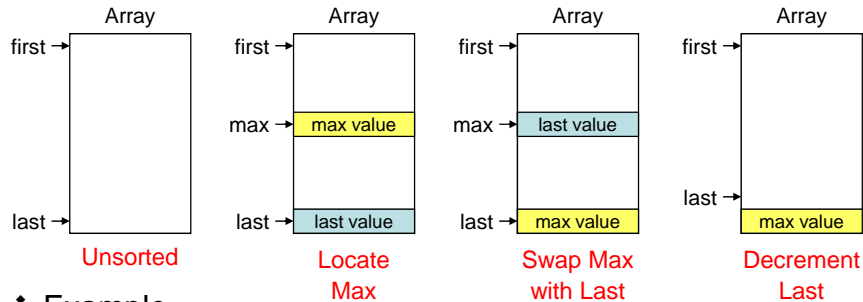 Array Array Array Array
first first first first
max max value max last value
last
last last last value last max value max value
Unsorted Locate Swap Max Decrement
Max with Last Last
Example